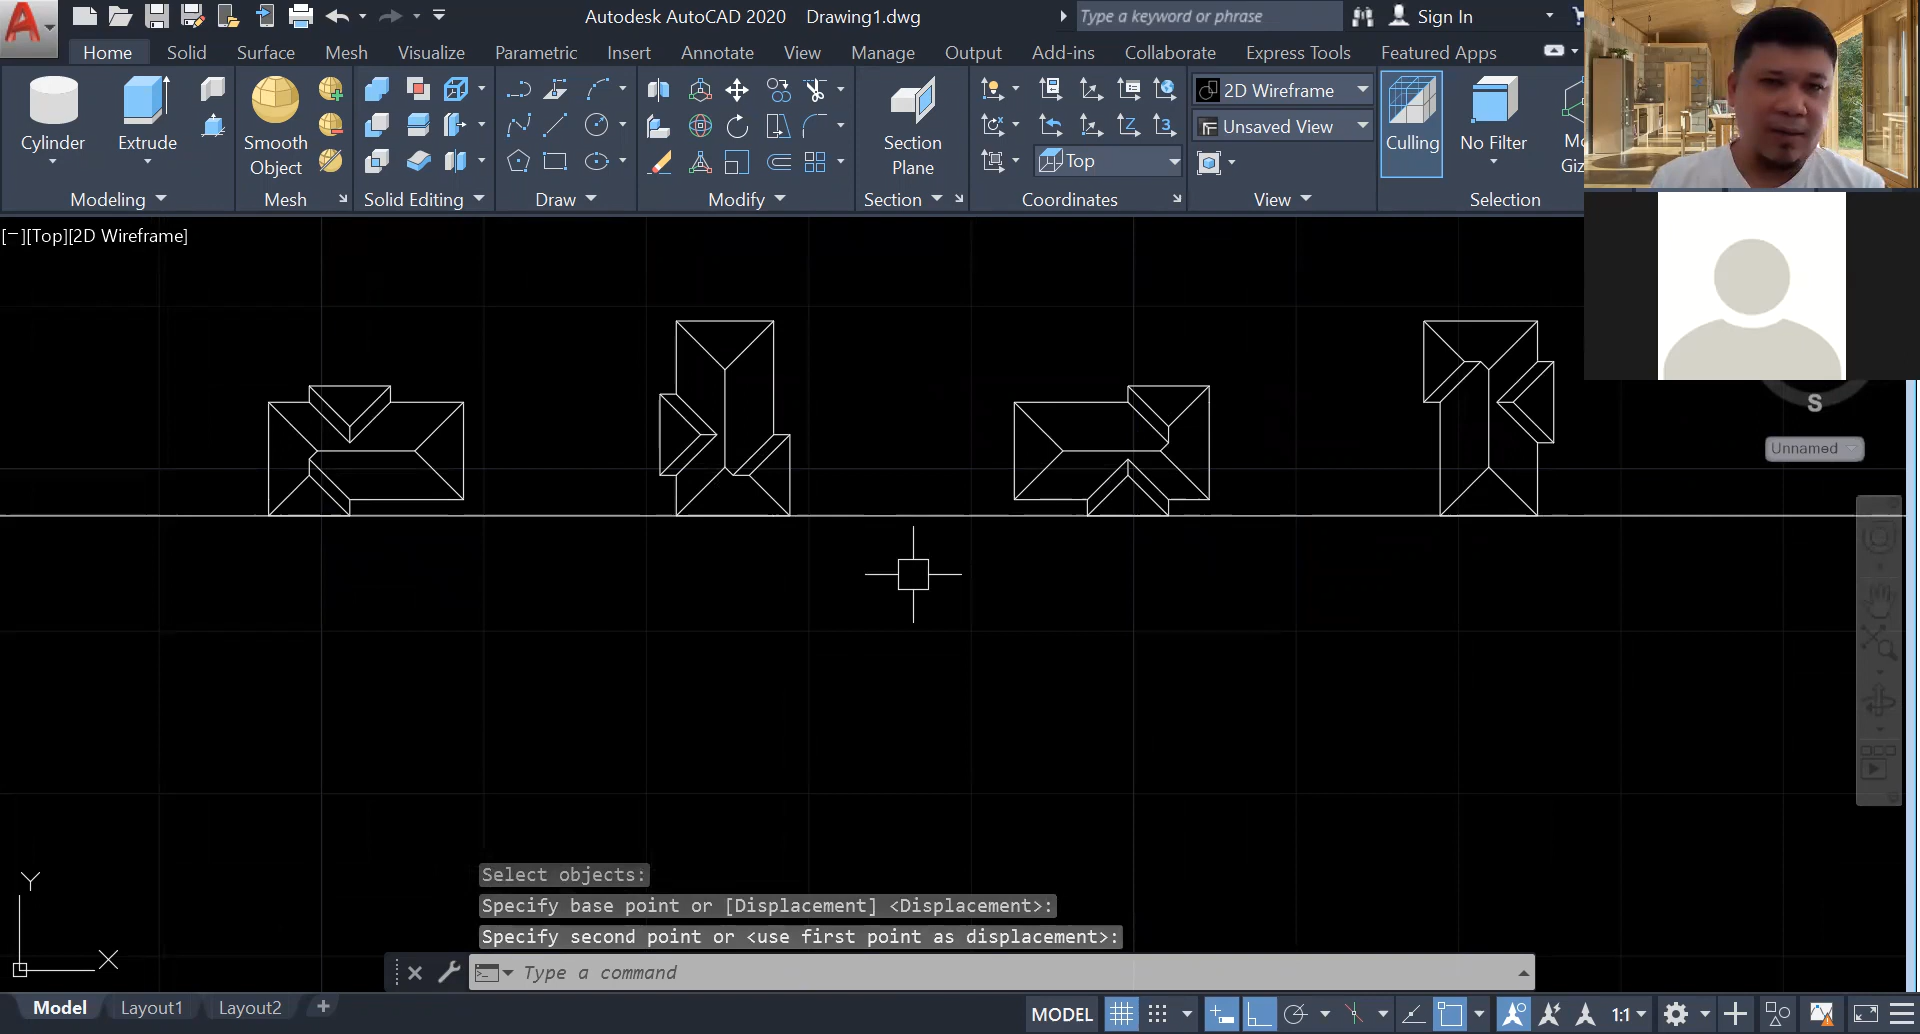 Autodesk AutoCAD 2020 Drawing1.dwg
Type a keyword or phrase
Sign In
Home Solid Surface Mesh Visualize Parametric Insert Annotate View Manage Output Add-ins Collaborate Express Tools Featured Apps
Cylinder
Extrude
Smooth
Object
Section
Plane
2D Wireframe
Unsaved View
Top
Culling
No Filter
Modeling
Mesh
Solid Editing
Draw
Modify
Section
Coordinates
View
Selection
[−][Top][2D Wireframe]
S
Unnamed
Y
X
Select objects:
Specify base point or [Displacement] <Displacement>:
Specify second point or <use first point as displacement>:
Type a command
Model Layout1 Layout2 +
MODEL
1:1